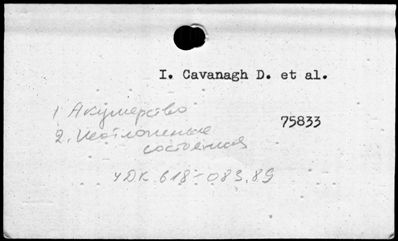 I. Cavanagh D. et al.
1 Акушерство
75833
2. Неотложные
состояния
УДК 618-083.89